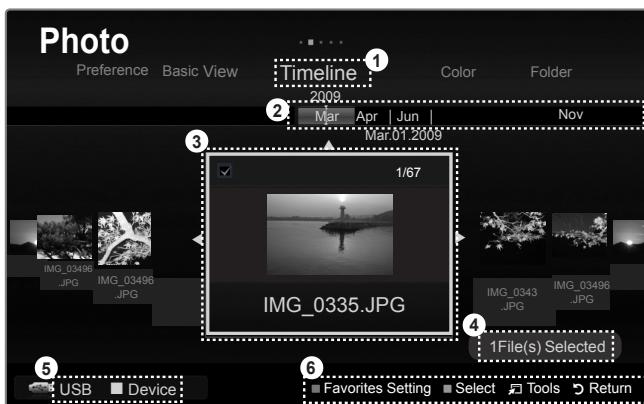 Photo
1
Preference Basic View Timeline Color Folder
2009
2
Mar Apr Jun Nov
Mar.01.2009
3
1/67
IMG_03496
.JPG
IMG_03496
.JPG
IMG_0335.JPG
IMG_0343
.JPG
IMG_03496
.JPG
4
1File(s) Selected
5
6
USB Device
Favorites Setting Select Tools Return